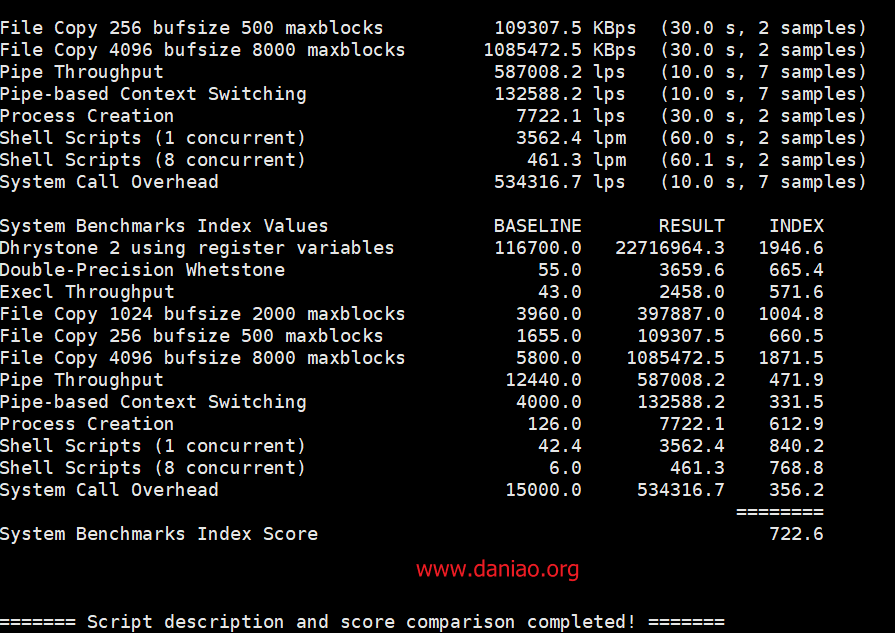 File Copy 256 bufsize 500 maxblocks 109307.5 KBps (30.0 s, 2 samples)
File Copy 4096 bufsize 8000 maxblocks 1085472.5 KBps (30.0 s, 2 samples)
Pipe Throughput 587008.2 lps (10.0 s, 7 samples)
Pipe-based Context Switching 132588.2 lps (10.0 s, 7 samples)
Process Creation 7722.1 lps (30.0 s, 2 samples)
Shell Scripts (1 concurrent) 3562.4 lpm (60.0 s, 2 samples)
Shell Scripts (8 concurrent) 461.3 lpm (60.1 s, 2 samples)
System Call Overhead 534316.7 lps (10.0 s, 7 samples)
System Benchmarks Index Values BASELINE RESULT INDEX
Dhrystone 2 using register variables 116700.0 22716964.3 1946.6
Double-Precision Whetstone 55.0 3659.6 665.4
Execl Throughput 43.0 2458.0 571.6
File Copy 1024 bufsize 2000 maxblocks 3960.0 397887.0 1004.8
File Copy 256 bufsize 500 maxblocks 1655.0 109307.5 660.5
File Copy 4096 bufsize 8000 maxblocks 5800.0 1085472.5 1871.5
Pipe Throughput 12440.0 587008.2 471.9
Pipe-based Context Switching 4000.0 132588.2 331.5
Process Creation 126.0 7722.1 612.9
Shell Scripts (1 concurrent) 42.4 3562.4 840.2
Shell Scripts (8 concurrent) 6.0 461.3 768.8
System Call Overhead 15000.0 534316.7 356.2
========
System Benchmarks Index Score 722.6
www.daniao.org
======= Script description and score comparison completed! =======